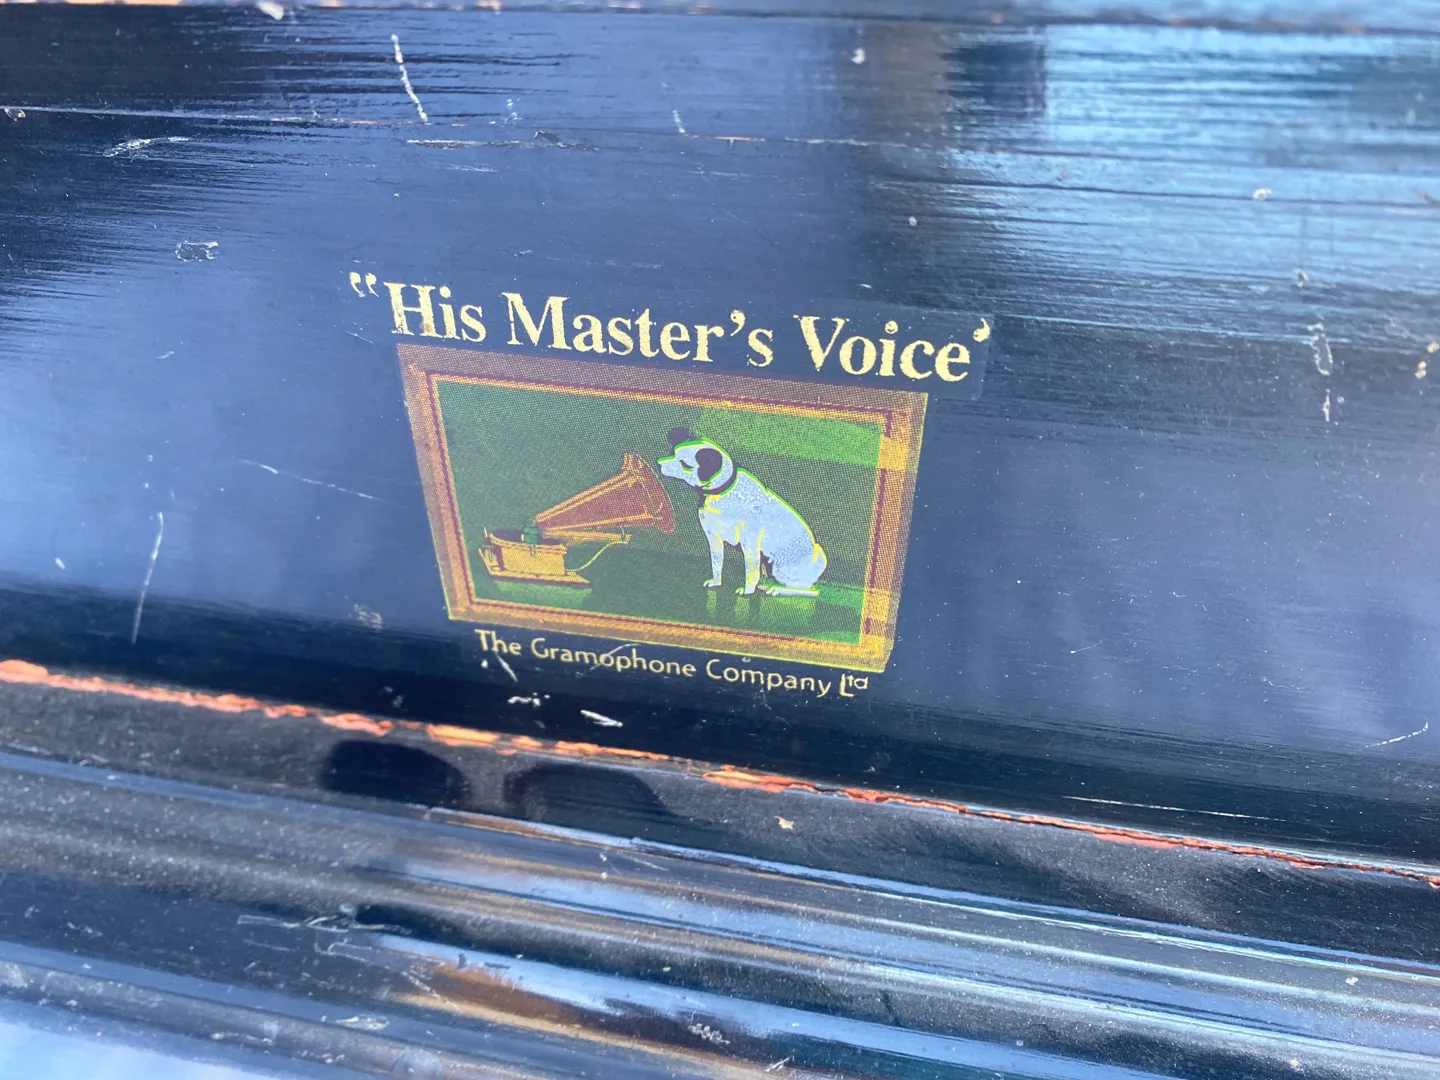 "His Master's Voice'
The Gramophone Company Ltd